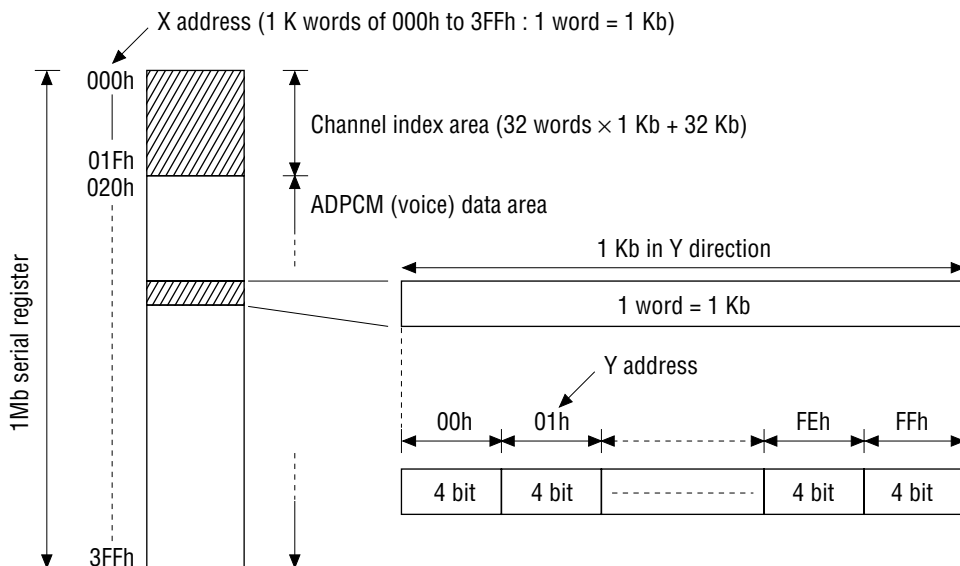 X address (1 K words of 000h to 3FFh : 1 word = 1 Kb)
000h
Channel index area (32 words × 1 Kb + 32 Kb)
01Fh
020h
ADPCM (voice) data area
1Mb serial register
1 Kb in Y direction
1 word = 1 Kb
Y address
00h 01h FEh FFh
4 bit 4 bit 4 bit 4 bit
3FFh